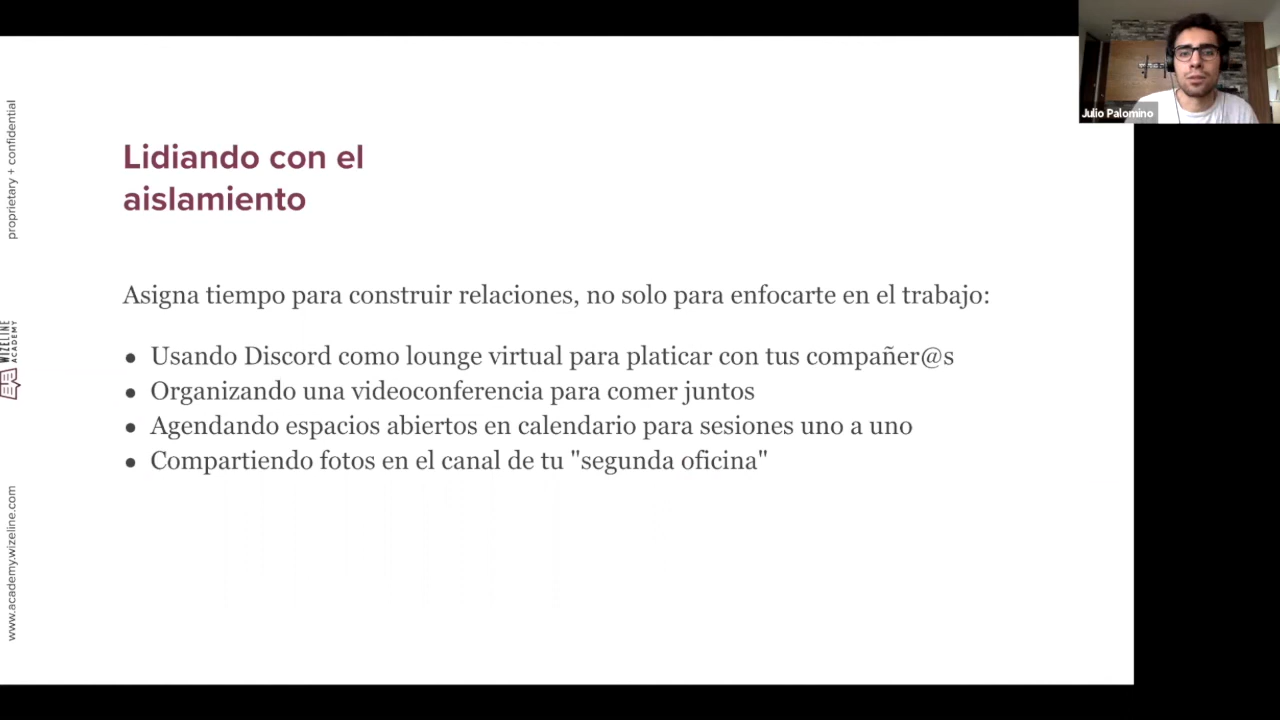 Lidiando con el
aislamiento
Asigna tiempo para construir relaciones, no solo para enfocarte en el trabajo:
● Usando Discord como lounge virtual para platicar con tus compañer@s
● Organizando una videoconferencia para comer juntos
● Agendando espacios abiertos en calendario para sesiones uno a uno
● Compartiendo fotos en el canal de tu "segunda oficina"
proprietary + confidential
WIZELINE
ACADEMY
www.academy.wizeline.com
Julio Palomino